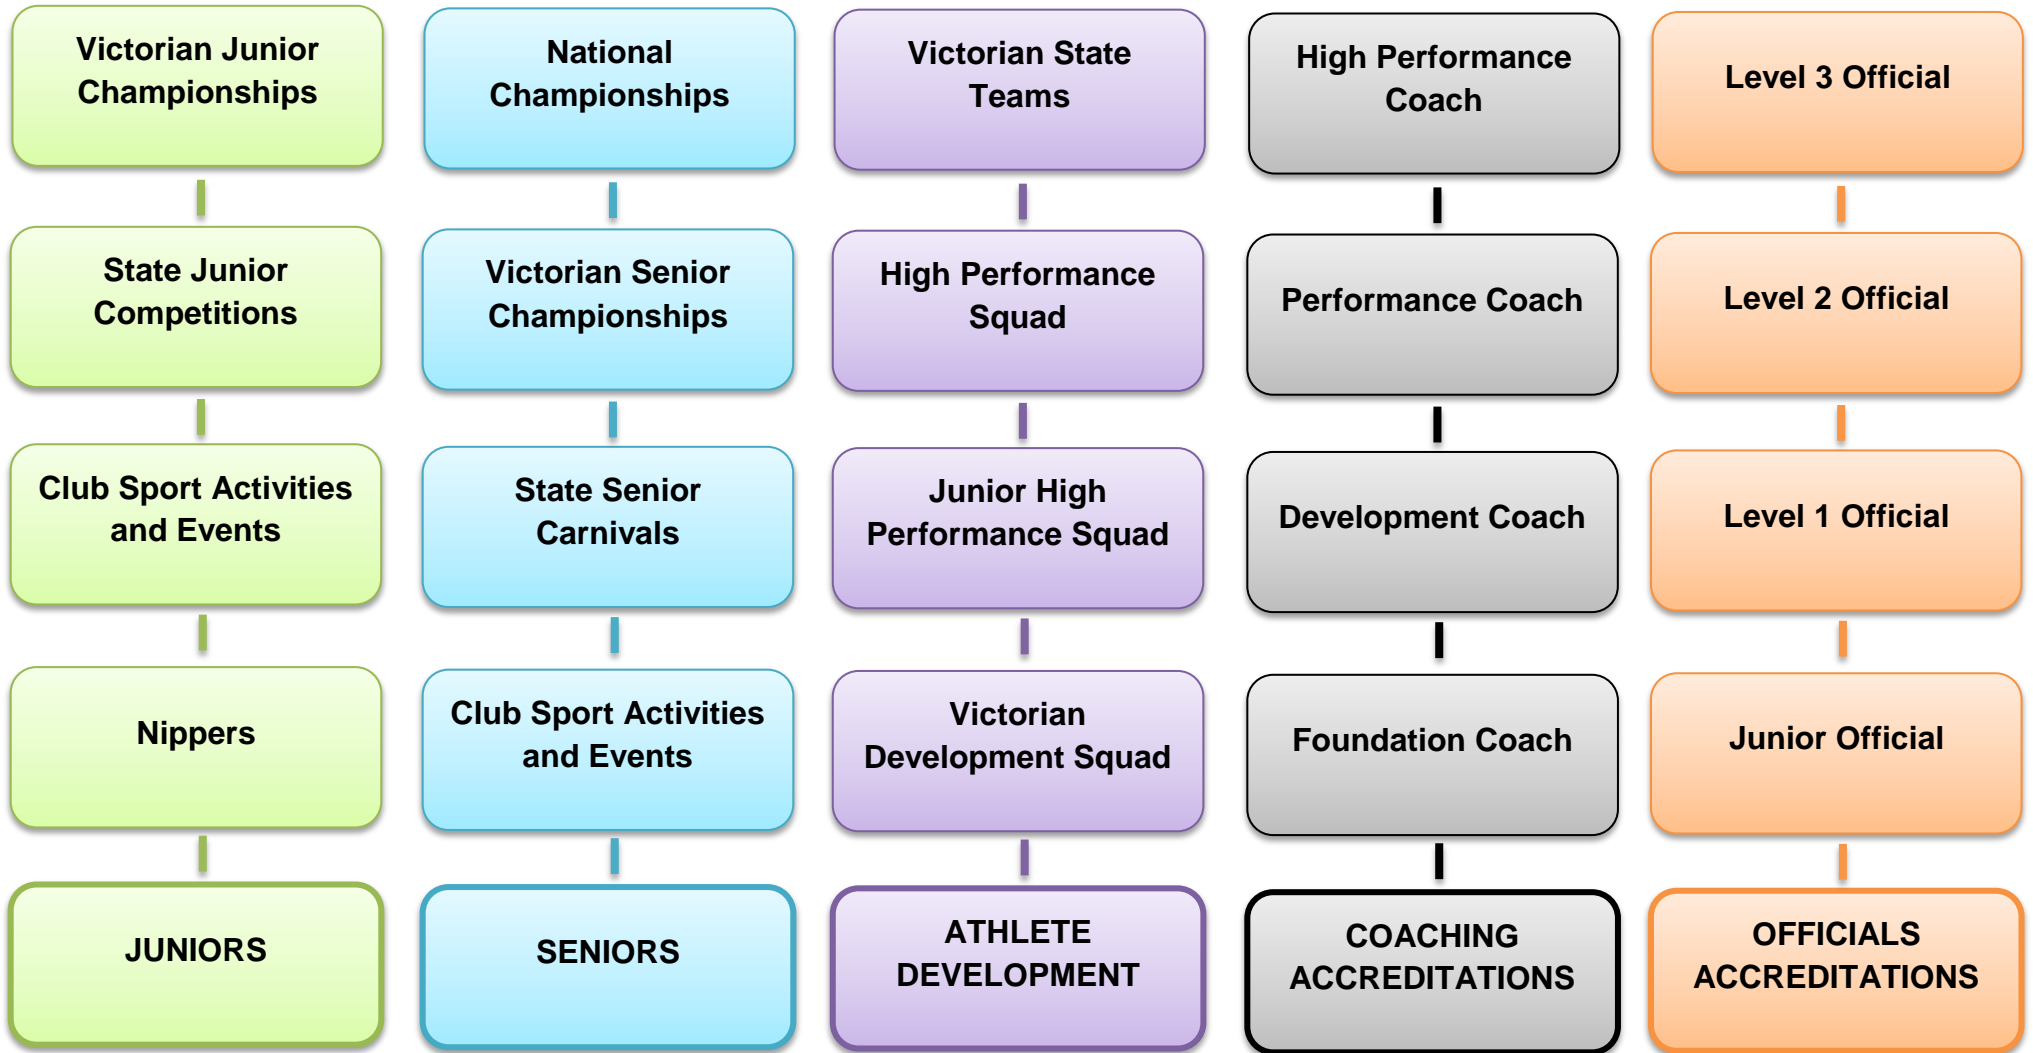 Victorian Junior
Championships
National
Championships
Victorian State
Teams
High Performance
Coach
Level 3 Official
State Junior
Competitions
Victorian Senior
Championships
High Performance
Squad
Performance Coach
Level 2 Official
Club Sport Activities
and Events
State Senior
Carnivals
Junior High
Performance Squad
Development Coach
Level 1 Official
Nippers
Club Sport Activities
and Events
Victorian
Development Squad
Foundation Coach
Junior Official
JUNIORS
SENIORS
ATHLETE
DEVELOPMENT
COACHING
ACCREDITATIONS
OFFICIALS
ACCREDITATIONS